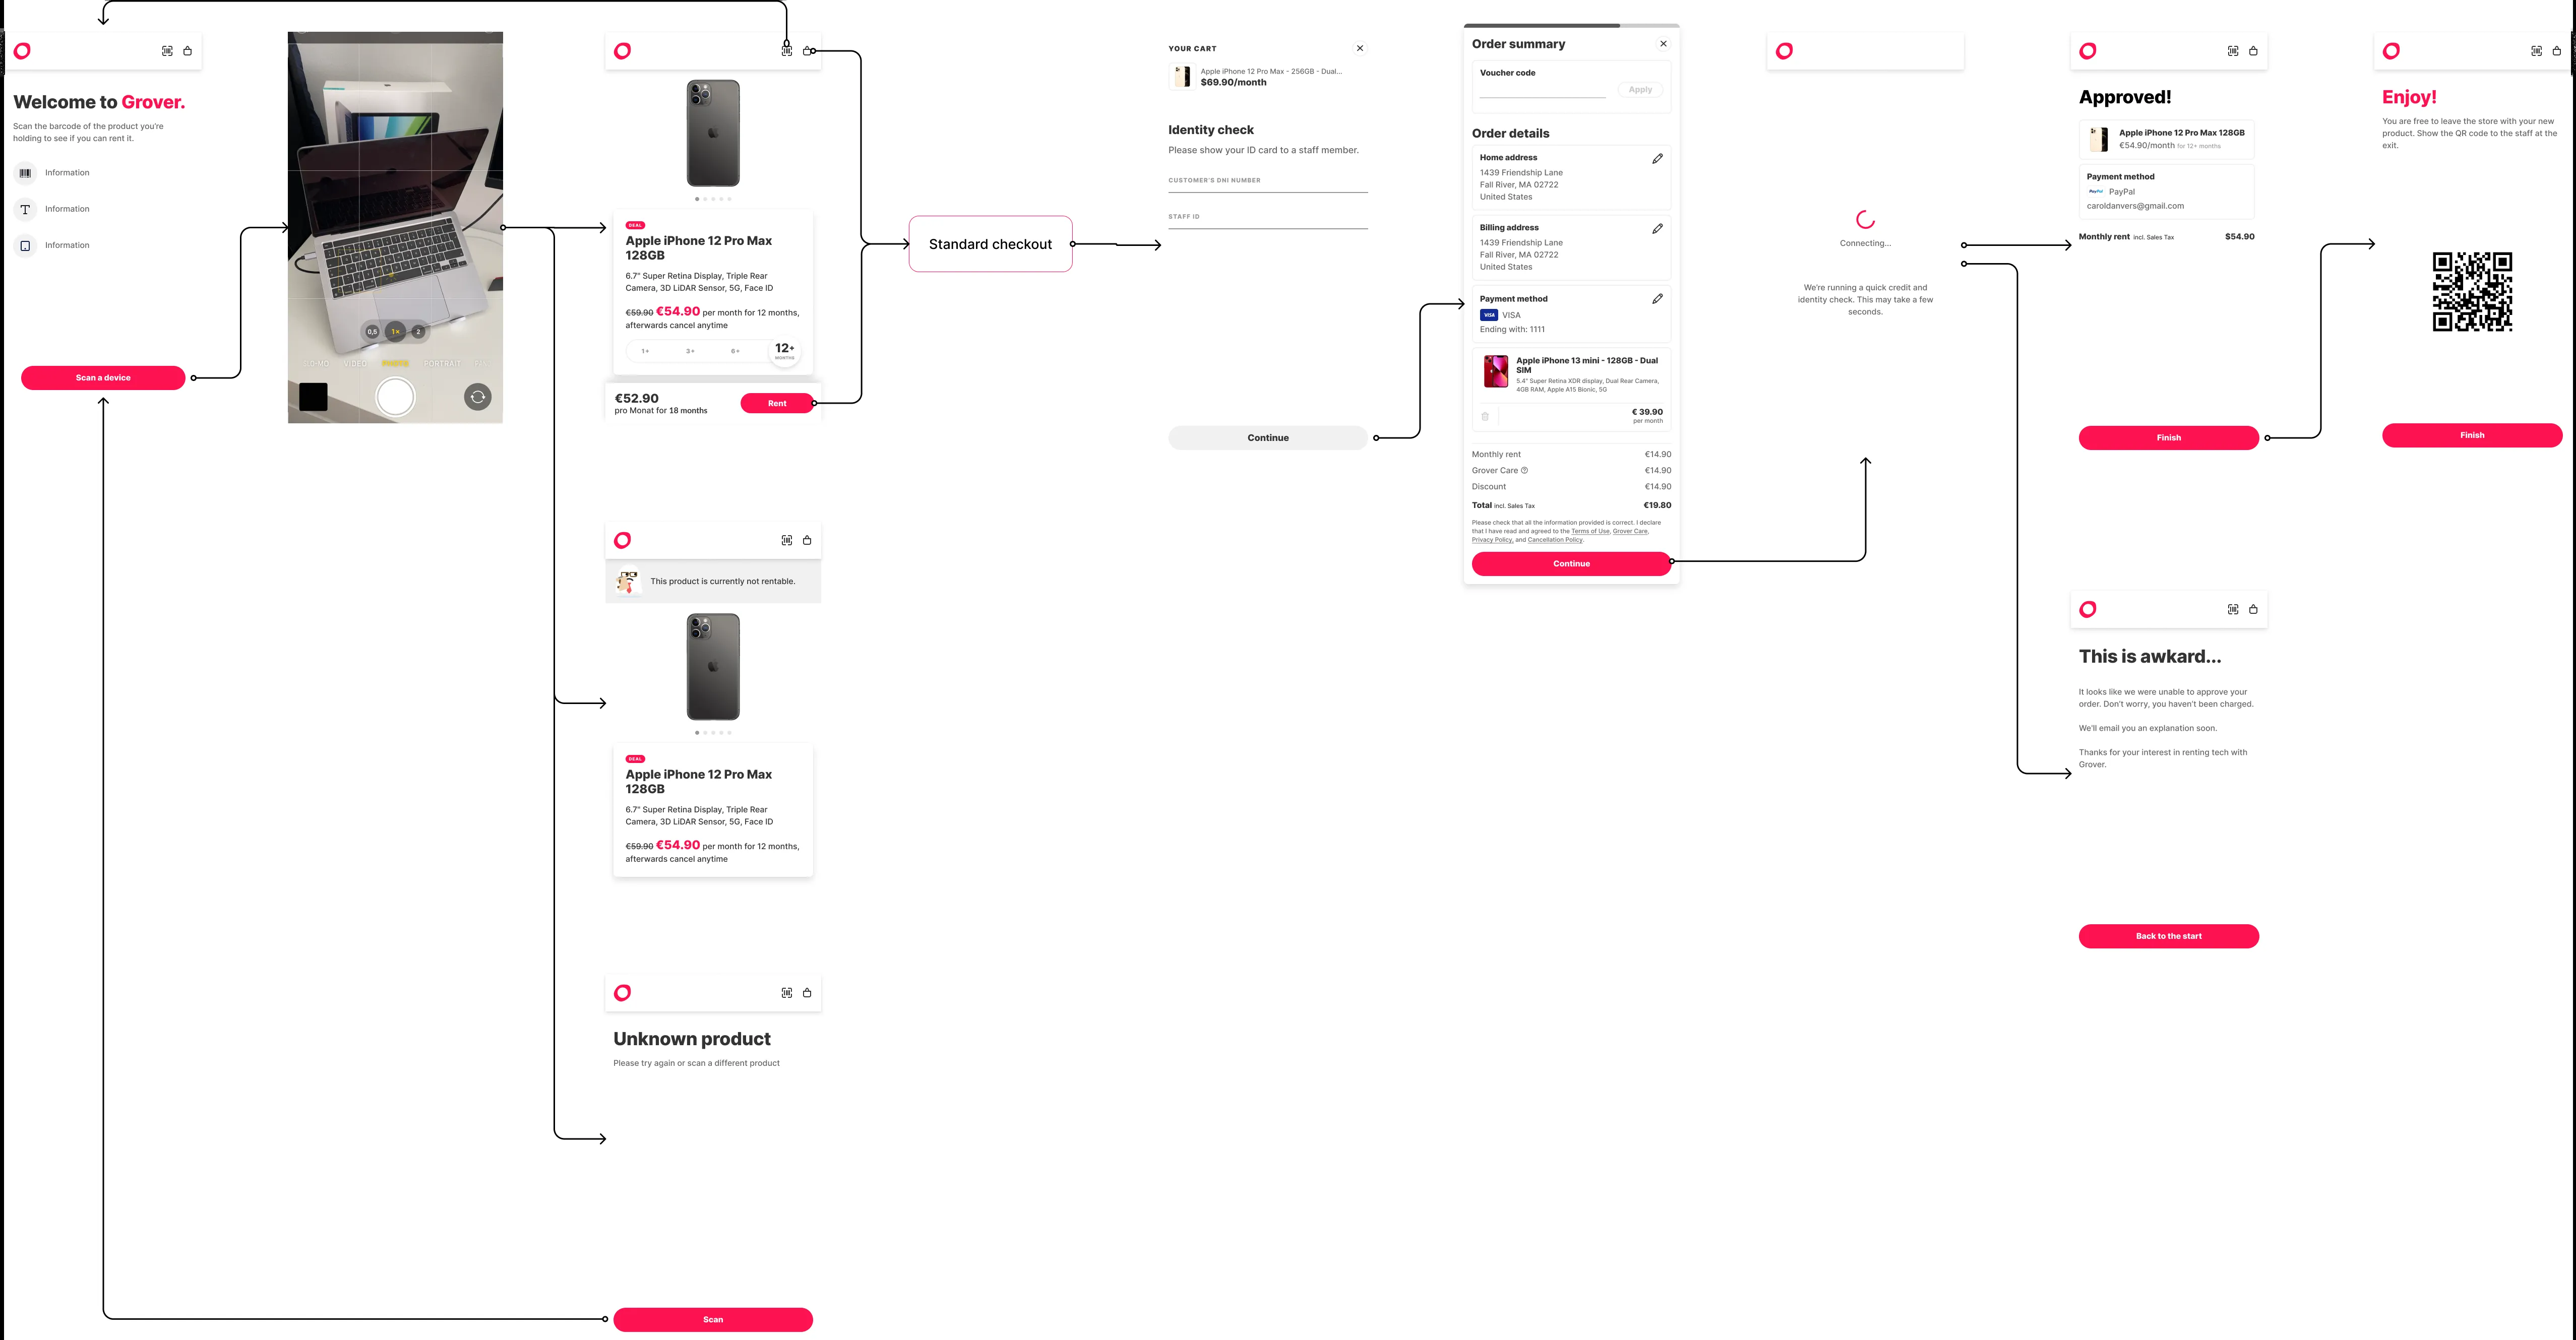 Welcome to Grover.
Scan the barcode of the product you're
holding to see if you can rent it.
Information
Information
Information
Scan a device
0,5
1×
2
VIDEO
PORTRAIT
DEAL
Apple iPhone 12 Pro Max
128GB
6.7" Super Retina Display, Triple Rear
Camera, 3D LiDAR Sensor, 5G, Face ID
€59.90 €54.90 per month for 12 months,
afterwards cancel anytime
1+
3+
6+
12+
MONTHS
€52.90
pro Monat for 18 months
Rent
This product is currently not rentable.
DEAL
Apple iPhone 12 Pro Max
128GB
6.7" Super Retina Display, Triple Rear
Camera, 3D LiDAR Sensor, 5G, Face ID
€59.90 €54.90 per month for 12 months,
afterwards cancel anytime
Unknown product
Please try again or scan a different product
Scan
Standard checkout
YOUR CART
Apple iPhone 12 Pro Max - 256GB - Dual...
$69.90/month
Identity check
Please show your ID card to a staff member.
CUSTOMER'S DNI NUMBER
STAFF ID
Continue
Order summary
Voucher code
Apply
Order details
Home address
1439 Friendship Lane
Fall River, MA 02722
United States
Billing address
1439 Friendship Lane
Fall River, MA 02722
United States
Payment method
VISA VISA
Ending with: 1111
Apple iPhone 13 mini - 128GB - Dual
SIM
5.4" Super Retina XDR display, Dual Rear Camera,
4GB RAM, Apple A15 Bionic, 5G
€ 39.90
per month
Monthly rent €14.90
Grover Care €14.90
Discount €14.90
Total incl. Sales Tax €19.80
Please check that all the information provided is correct. I declare
that I have read and agreed to the Terms of Use, Grover Care,
Privacy Policy, and Cancellation Policy.
Continue
Connecting...
We're running a quick credit and
identity check. This may take a few
seconds.
Approved!
Apple iPhone 12 Pro Max 128GB
€54.90/month for 12+ months
Payment method
PayPal PayPal
caroldanvers@gmail.com
Monthly rent incl. Sales Tax $54.90
Finish
This is awkard...
It looks like we were unable to approve your
order. Don't worry, you haven't been charged.
We'll email you an explanation soon.
Thanks for your interest in renting tech with
Grover.
Back to the start
Enjoy!
You are free to leave the store with your new
product. Show the QR code to the staff at the
exit.
Finish